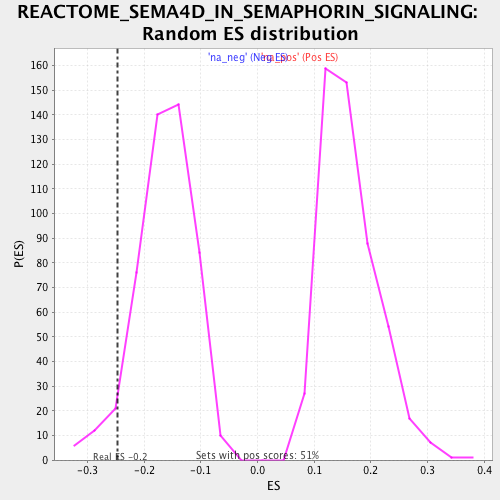 REACTOME_SEMA4D_IN_SEMAPHORIN_SIGNALING:
Random ES distribution
'na_neg' (Neg ES) 'na_pos' (Pos ES)
160
150
140
130
120
110
100
90
80
70
60
50
40
30
20
10
0
P(ES)
Real ES -0.2
Sets with pos scores: 51%
-0.3 -0.2 -0.1 0.0 0.1 0.2 0.3 0.4
ES